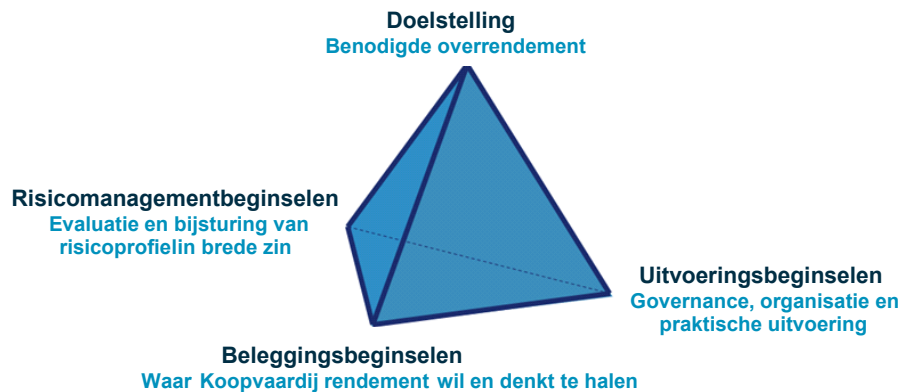 Doelstelling
Benodigde overrendement
Risicomanagementbeginselen
Evaluatie en bijsturing van
risicoprofielin brede zin
Uitvoeringsbeginselen
Governance, organisatie en
praktische uitvoering
Beleggingsbeginselen
Waar Koopvaardij rendement wil en denkt te halen